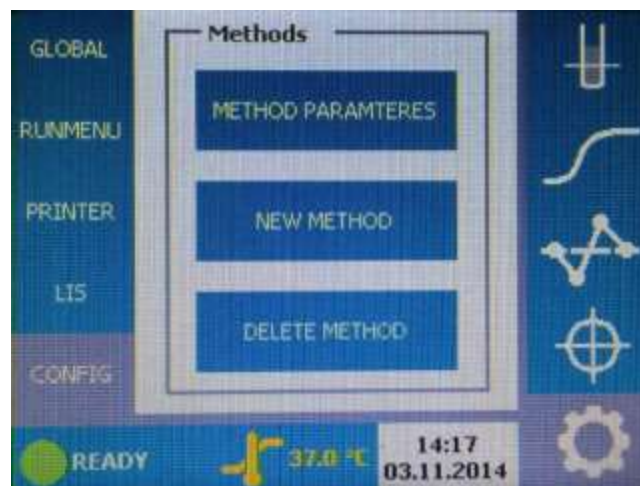 GLOBAL
RUNMENU
PRINTER
LIS
CONFIG
Methods
METHOD PARAMTERES
NEW METHOD
DELETE METHOD
READY
37.0 °C
14:17
03.11.2014